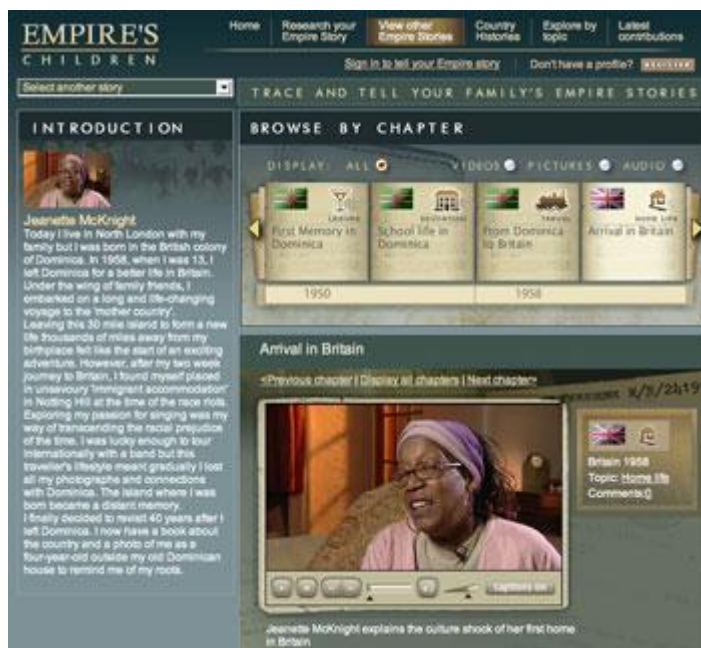 EMPIRE'S
CHILDREN
Home
Research your
Empire Story
View other
Empire Stories
Country
Histories
Explore by
topic
Latest
contributions
Sign in to tell your Empire story
Don't have a profile?
REGISTER
Select another story
TRACE AND TELL YOUR FAMILY'S EMPIRE STORIES
INTRODUCTION
Jeanette McKnight
Today I live in North London with my
family but I was born in the British colony
of Dominica. In 1958, when I was 13, I
left Dominica for a better life in Britain.
Under the wing of family friends, I
embarked on a long and life-changing
voyage to the 'mother country'.
Leaving this 30 mile island to form a new
life thousands of miles away from my
birthplace felt like the start of an exciting
adventure. However, after my two week
journey to Britain, I found myself placed
in unsavoury 'immigrant accommodation'
in Notting Hill at the time of the race riots.
Exploring my passion for singing was my
way of transcending the racial prejudice
of the time. I was lucky enough to tour
internationally with a band but this
traveller's lifestyle meant gradually I lost
all my photographs and connections
with Dominica. The island where I was
born became a distant memory.
I finally decided to revisit 40 years after I
left Dominica. I now have a book about
the country and a photo of me as a
four-year-old outside my old Dominican
house to remind me of my roots.
BROWSE BY CHAPTER
DISPLAY: ALL VIDEOS PICTURES AUDIO
LEISURE
First Memory in
Dominica
EDUCATION
School life in
Dominica
TRAVEL
From Dominica
to Britain
HOME LIFE
Arrival in Britain
1950
1958
Arrival in Britain
<Previous chapter | Display all chapters | Next chapter>
Britain 1958
Topic: Home life
Comments:0
Captions on
Jeanette McKnight explains the culture shock of her first home
in Britain